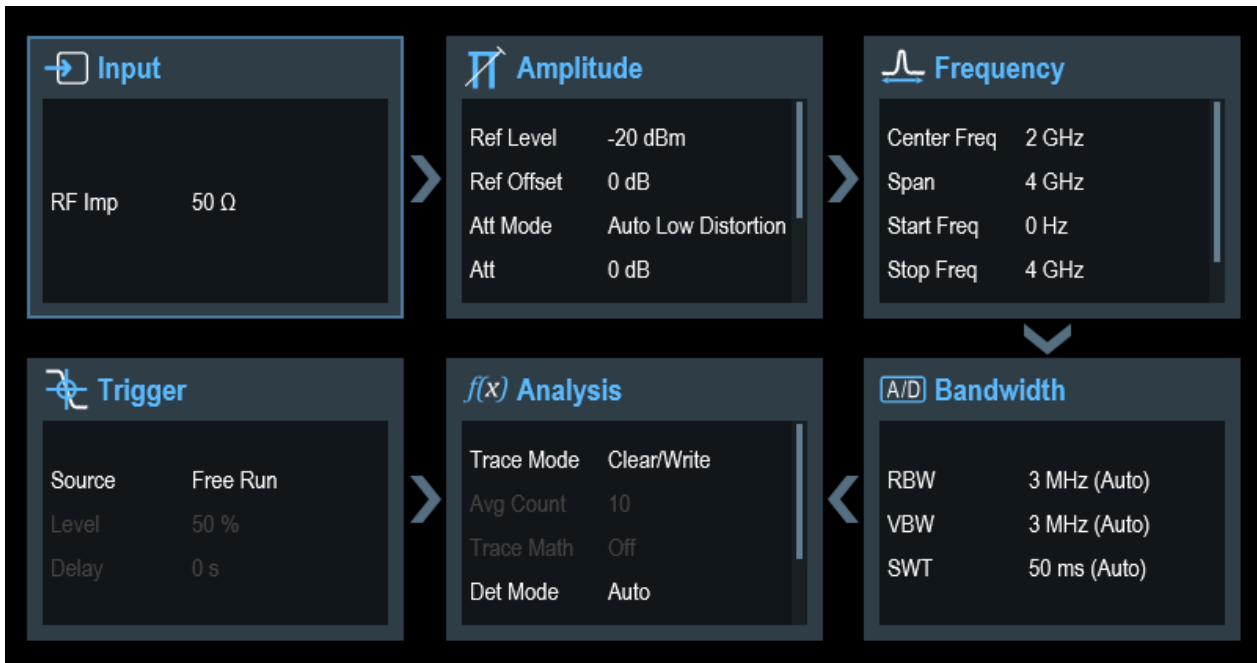 Input
RF Imp 50 Ω
Amplitude
Ref Level -20 dBm
Ref Offset 0 dB
Att Mode Auto Low Distortion
Att 0 dB
Frequency
Center Freq 2 GHz
Span 4 GHz
Start Freq 0 Hz
Stop Freq 4 GHz
Trigger
Source Free Run
Level 50 %
Delay 0 s
f(x) Analysis
Trace Mode Clear/Write
Avg Count 10
Trace Math Off
Det Mode Auto
A/D Bandwidth
RBW 3 MHz (Auto)
VBW 3 MHz (Auto)
SWT 50 ms (Auto)